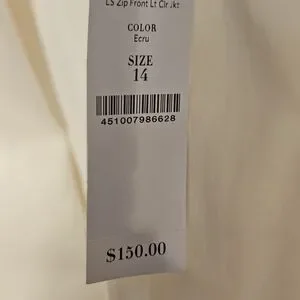 LS Zip Front Lt Clr Jkt
COLOR
Ecru
SIZE
14
451007986628
$150.00